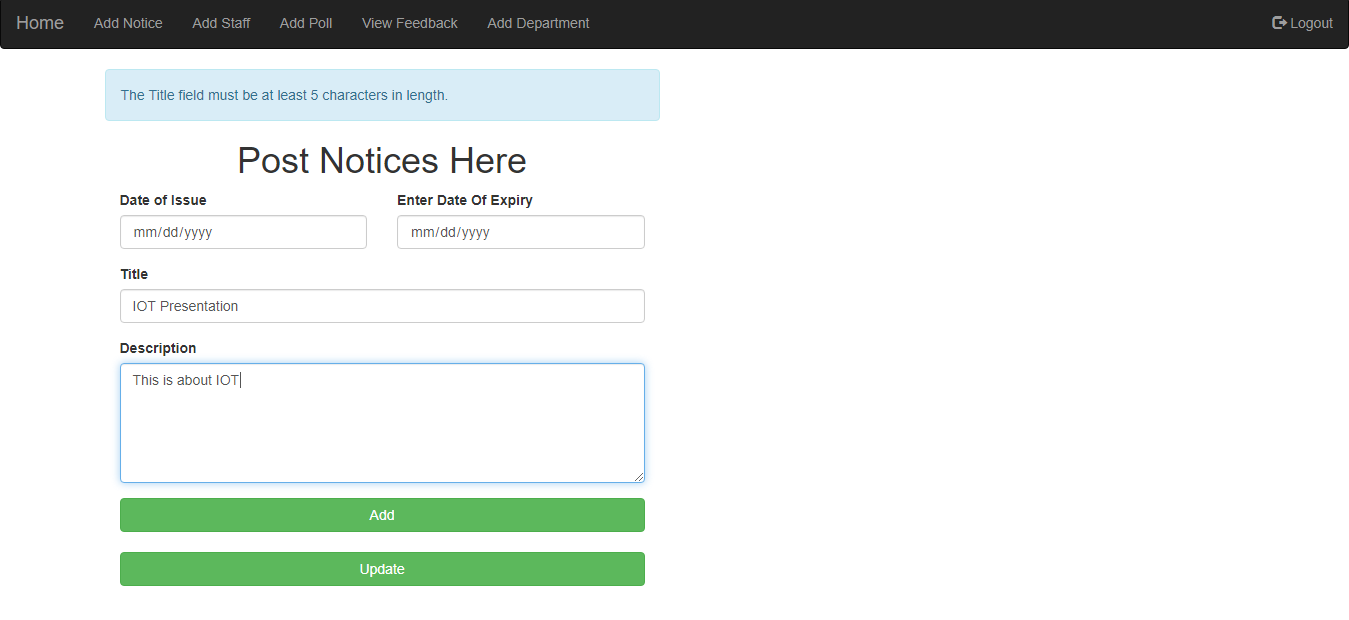 Home Add Notice Add Staff Add Poll View Feedback Add Department Logout
The Title field must be at least 5 characters in length.
Post Notices Here
Date of Issue Enter Date Of Expiry
mm/dd/yyyy mm/dd/yyyy
Title
IOT Presentation
Description
This is about IOT
Add
Update